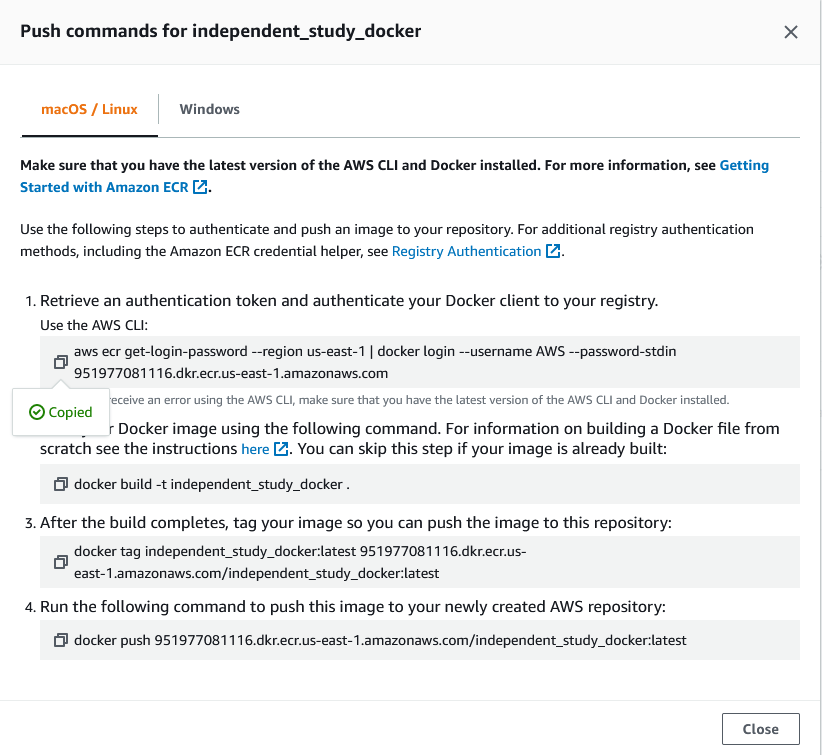 Push commands for independent_study_docker
macOS / Linux
Windows
Make sure that you have the latest version of the AWS CLI and Docker installed. For more information, see Getting
Started with Amazon ECR.
Use the following steps to authenticate and push an image to your repository. For additional registry authentication
methods, including the Amazon ECR credential helper, see Registry Authentication.
1. Retrieve an authentication token and authenticate your Docker client to your registry.
Use the AWS CLI:
aws ecr get-login-password --region us-east-1 | docker login --username AWS --password-stdin
951977081116.dkr.ecr.us-east-1.amazonaws.com
receive an error using the AWS CLI, make sure that you have the latest version of the AWS CLI and Docker installed.
Copied
Docker image using the following command. For information on building a Docker file from
scratch see the instructions here. You can skip this step if your image is already built:
docker build -t independent_study_docker .
3. After the build completes, tag your image so you can push the image to this repository:
docker tag independent_study_docker:latest 951977081116.dkr.ecr.us-
east-1.amazonaws.com/independent_study_docker:latest
4. Run the following command to push this image to your newly created AWS repository:
docker push 951977081116.dkr.ecr.us-east-1.amazonaws.com/independent_study_docker:latest
Close